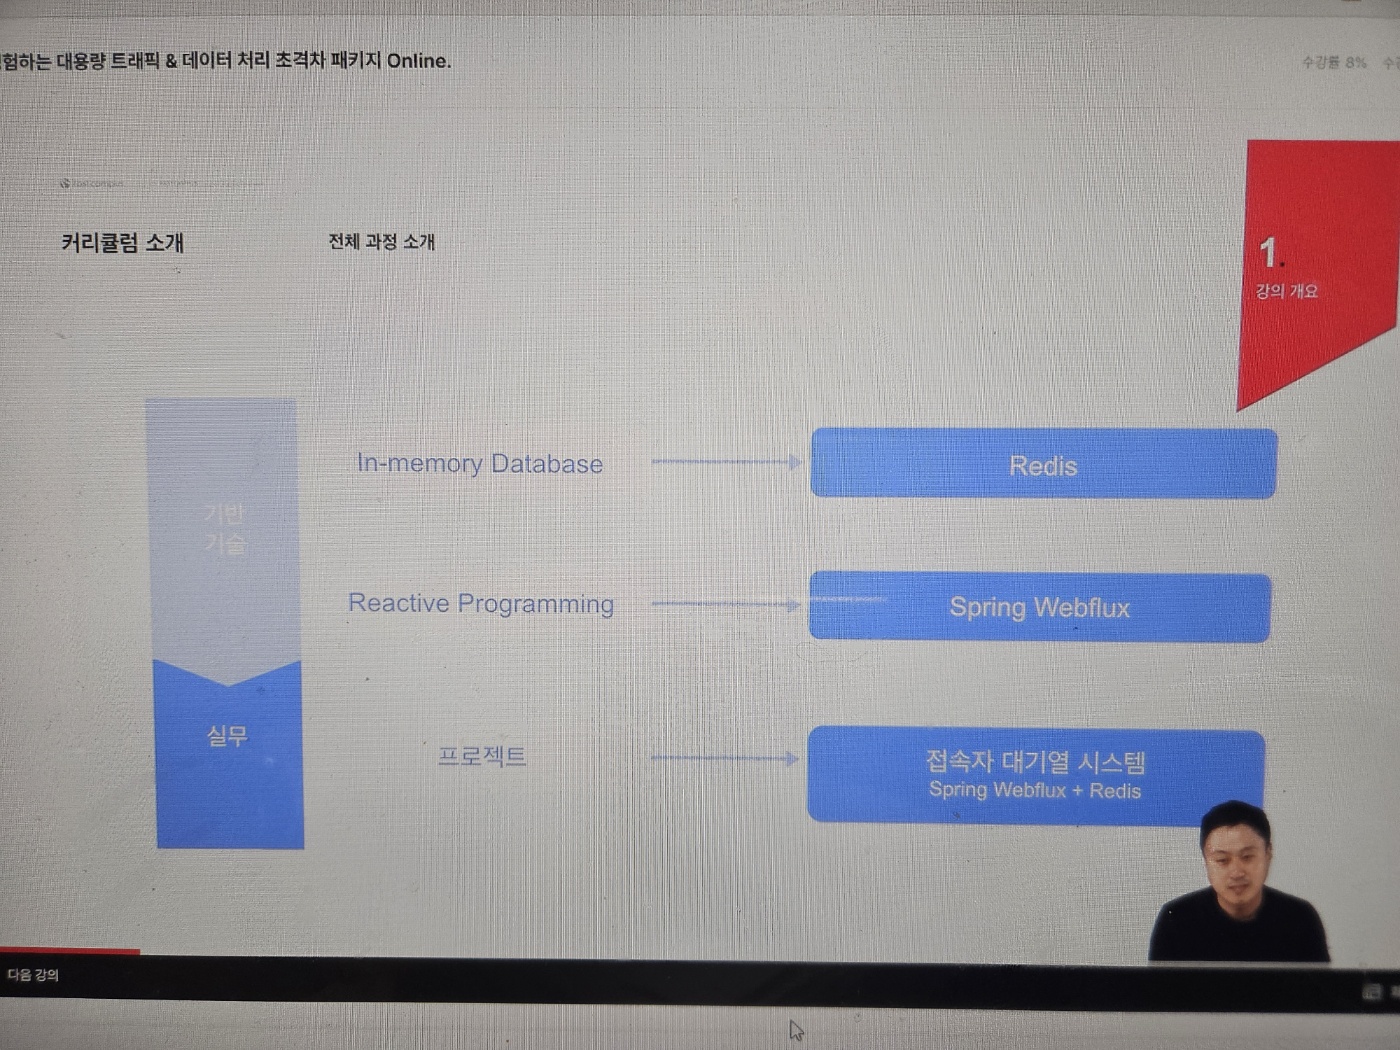 험하는 대용량 트래픽 & 데이터 처리 초격차 패키지 Online.
수강률 8%
커리큘럼 소개
전체 과정 소개
1.
강의 개요
기반
기술
In-memory Database
Redis
Reactive Programming
Spring Webflux
실무
프로젝트
접속자 대기열 시스템
Spring Webflux + Redis
다음 강의